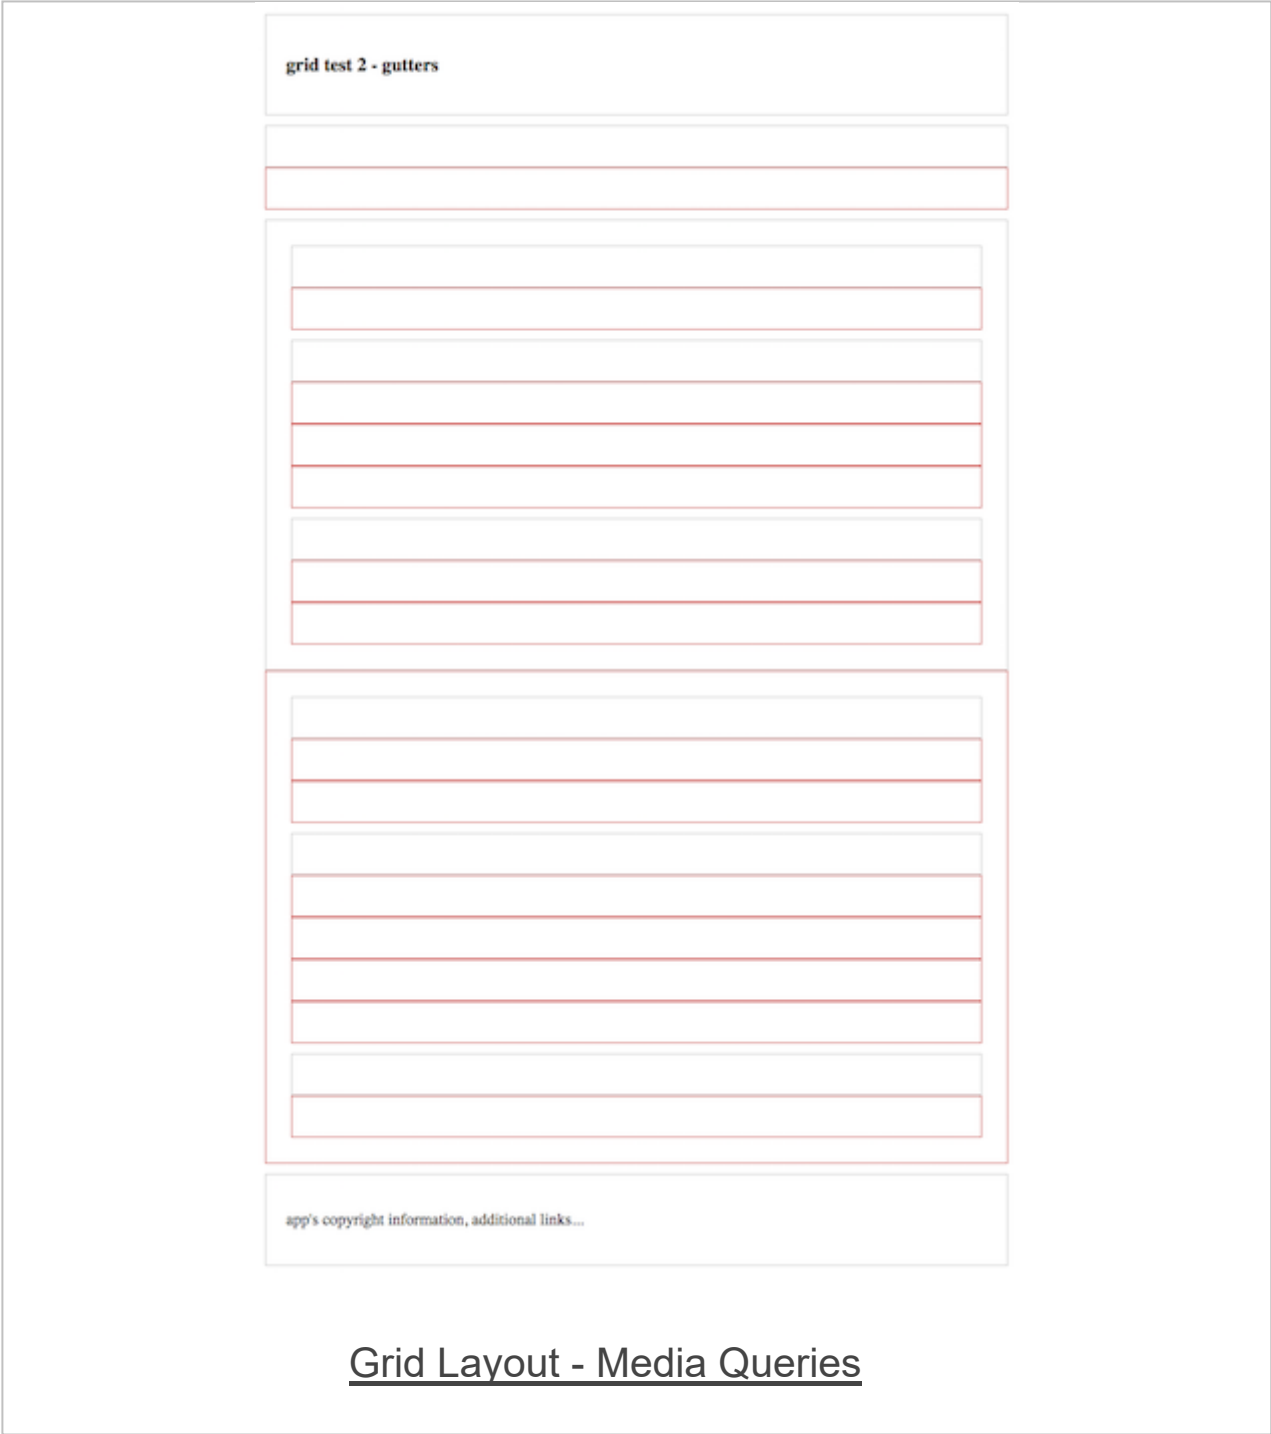 grid test 2 - gutters
app's copyright information, additional links...
Grid Layout - Media Queries